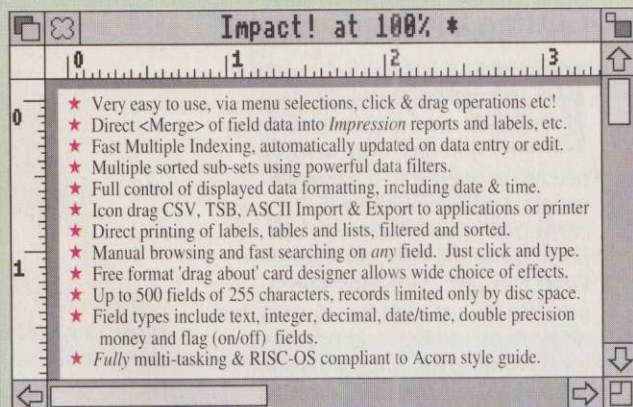 Impact! at 100% *
0 1 2 3
0
★ Very easy to use, via menu selections, click & drag operations etc!
★ Direct <Merge> of field data into Impression reports and labels, etc.
★ Fast Multiple Indexing, automatically updated on data entry or edit.
★ Multiple sorted sub-sets using powerful data filters.
★ Full control of displayed data formatting, including date & time.
★ Icon drag CSV, TSB, ASCII Import & Export to applications or printer
★ Direct printing of labels, tables and lists, filtered and sorted.
★ Manual browsing and fast searching on any field. Just click and type.
1
★ Free format 'drag about' card designer allows wide choice of effects.
★ Up to 500 fields of 255 characters, records limited only by disc space.
★ Field types include text, integer, decimal, date/time, double precision
money and flag (on/off) fields.
★ Fully multi-tasking & RISC-OS compliant to Acorn style guide.